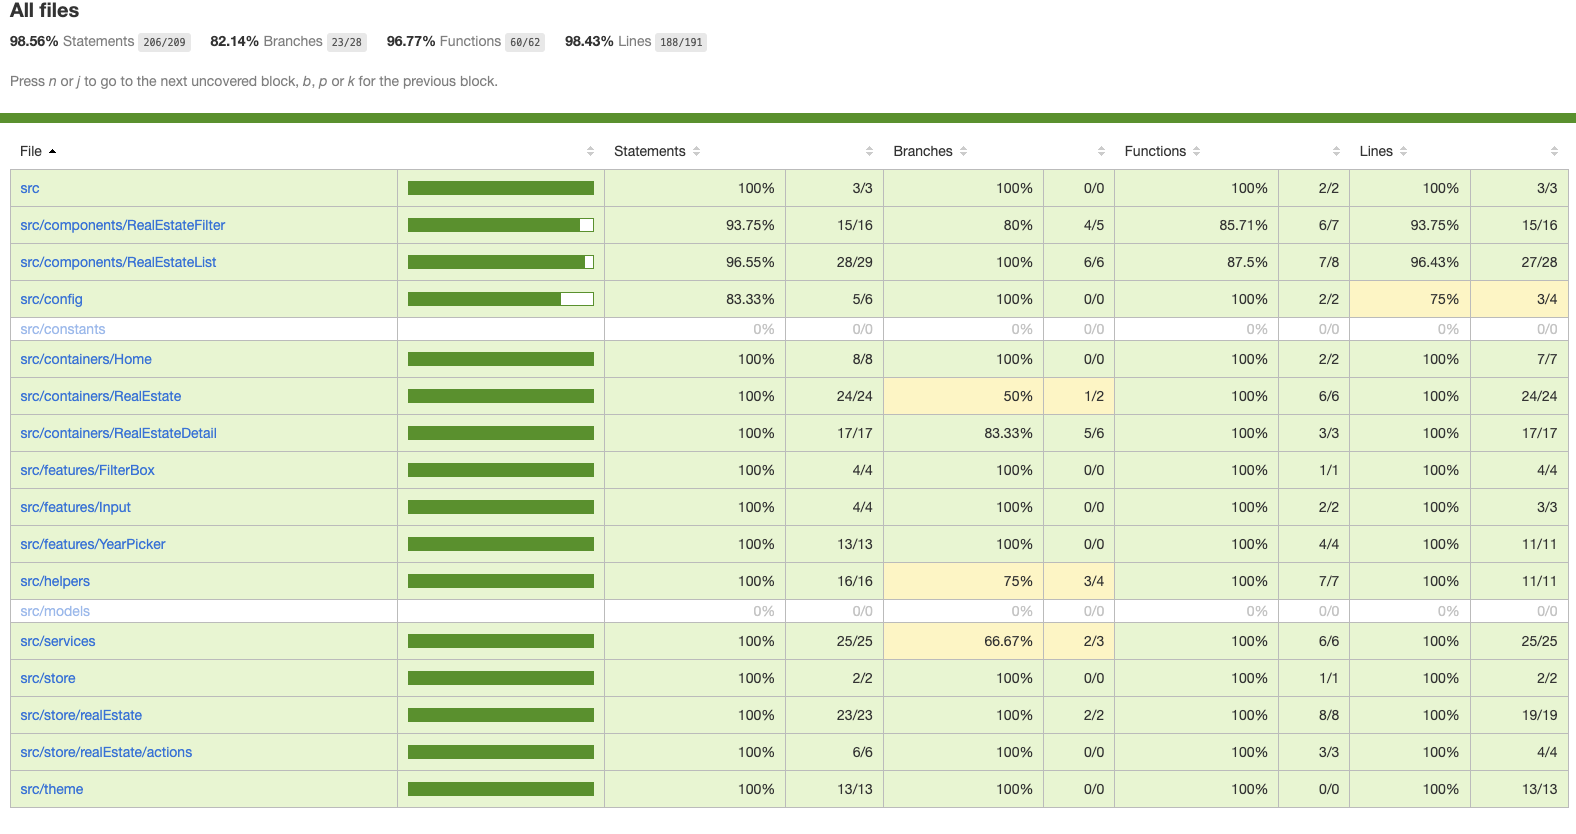 All files
98.56% Statements 206/209 82.14% Branches 23/28 96.77% Functions 60/62 98.43% Lines 188/191
Press n or j to go to the next uncovered block, b, p or k for the previous block.
File Statements Branches Functions Lines
src 100% 3/3 100% 0/0 100% 2/2 100% 3/3
src/components/RealEstateFilter 93.75% 15/16 80% 4/5 85.71% 6/7 93.75% 15/16
src/components/RealEstateList 96.55% 28/29 100% 6/6 87.5% 7/8 96.43% 27/28
src/config 83.33% 5/6 100% 0/0 100% 2/2 75% 3/4
src/constants 0% 0/0 0% 0/0 0% 0/0 0% 0/0
src/containers/Home 100% 8/8 100% 0/0 100% 2/2 100% 7/7
src/containers/RealEstate 100% 24/24 50% 1/2 100% 6/6 100% 24/24
src/containers/RealEstateDetail 100% 17/17 83.33% 5/6 100% 3/3 100% 17/17
src/features/FilterBox 100% 4/4 100% 0/0 100% 1/1 100% 4/4
src/features/Input 100% 4/4 100% 0/0 100% 2/2 100% 3/3
src/features/YearPicker 100% 13/13 100% 0/0 100% 4/4 100% 11/11
src/helpers 100% 16/16 75% 3/4 100% 7/7 100% 11/11
src/models 0% 0/0 0% 0/0 0% 0/0 0% 0/0
src/services 100% 25/25 66.67% 2/3 100% 6/6 100% 25/25
src/store 100% 2/2 100% 0/0 100% 1/1 100% 2/2
src/store/realEstate 100% 23/23 100% 2/2 100% 8/8 100% 19/19
src/store/realEstate/actions 100% 6/6 100% 0/0 100% 3/3 100% 4/4
src/theme 100% 13/13 100% 0/0 100% 0/0 100% 13/13